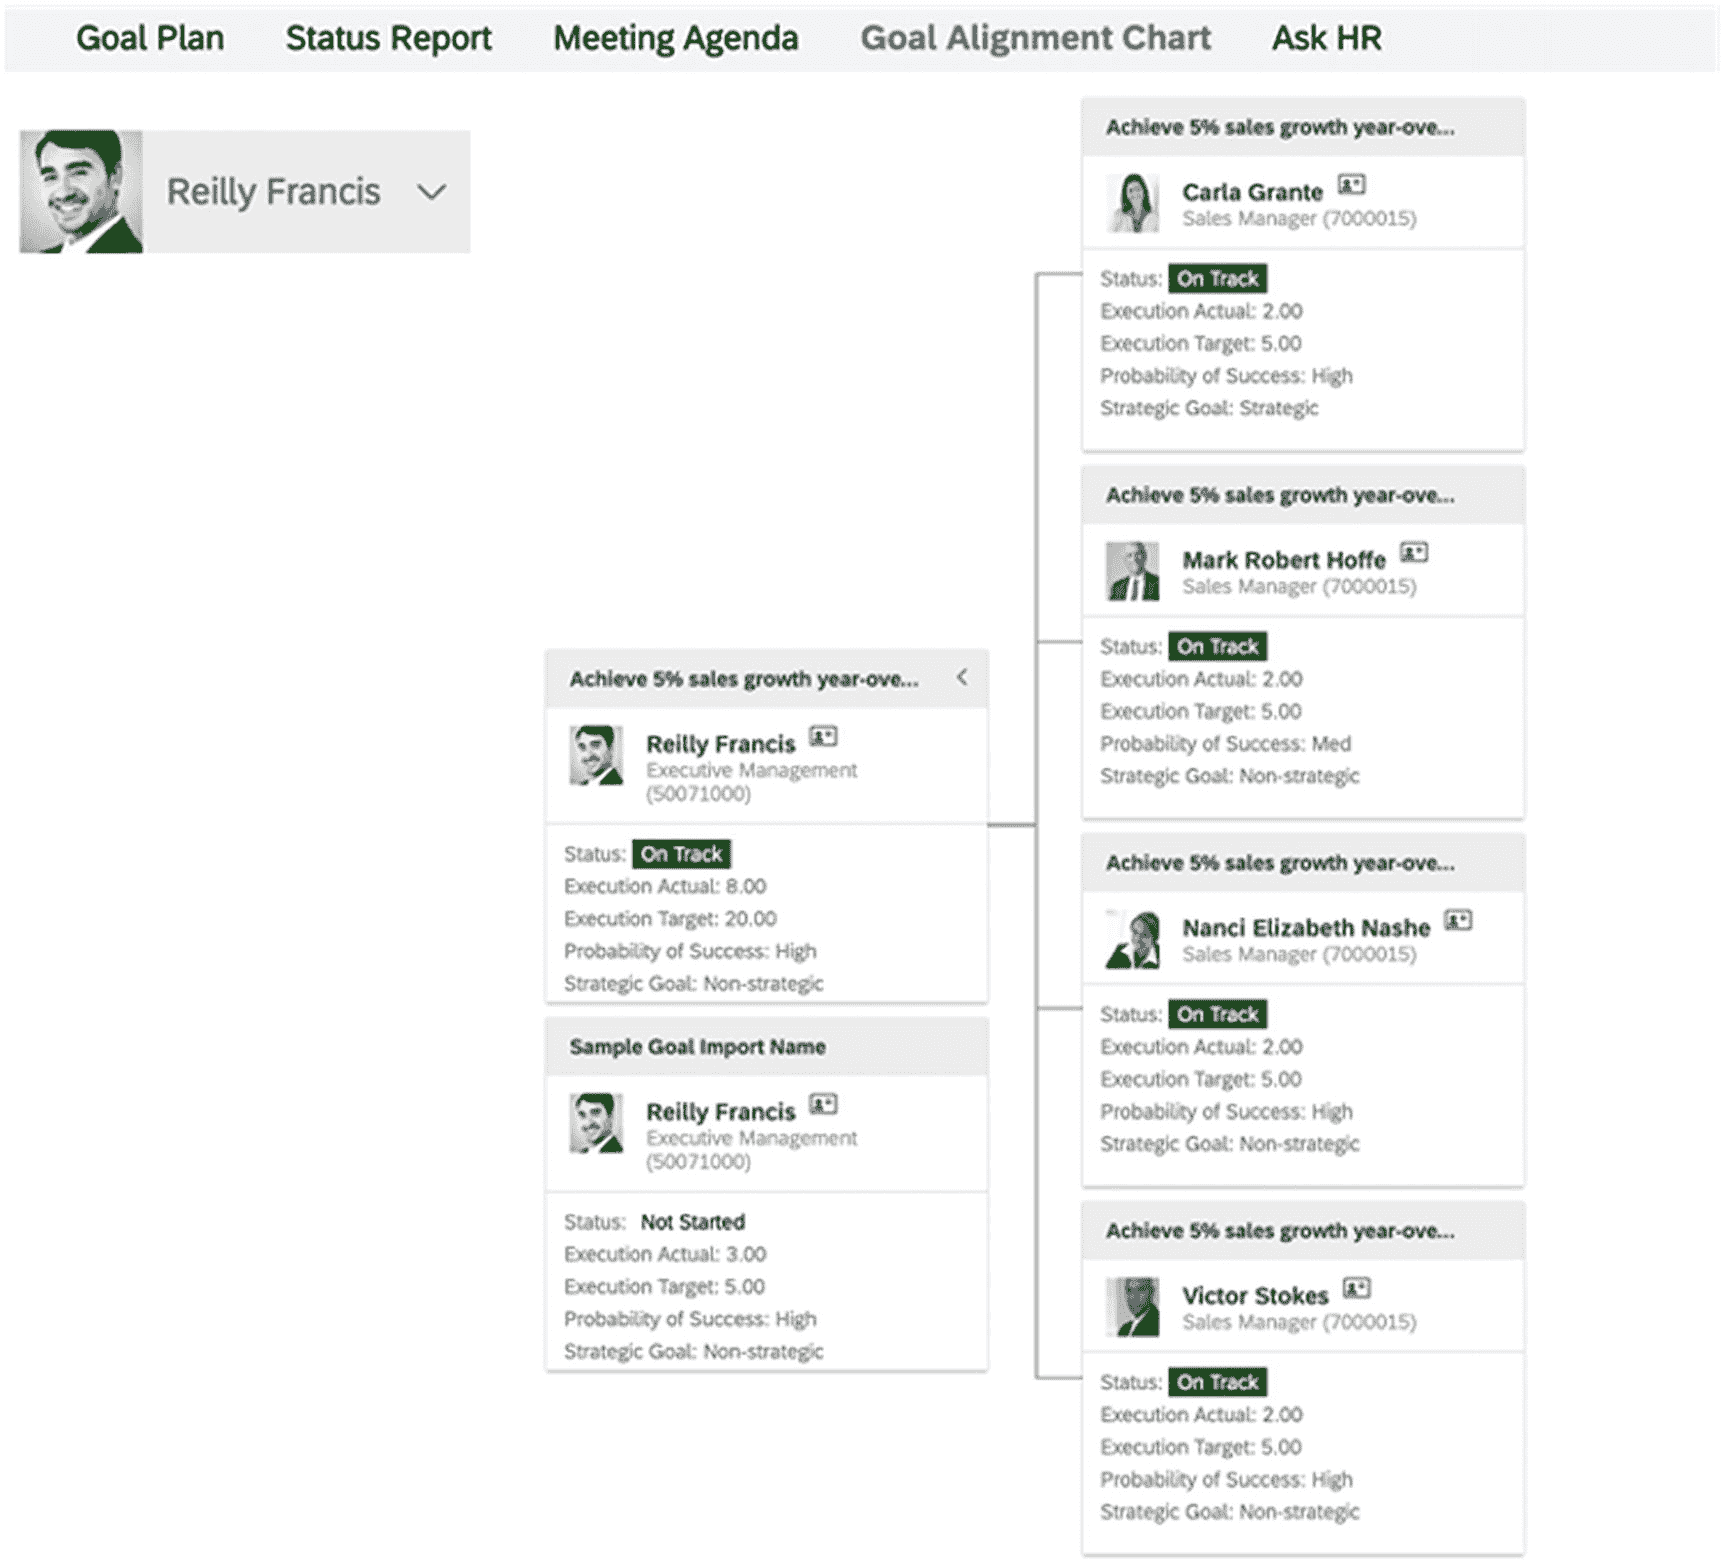 Goal Plan Status Report Meeting Agenda Goal Alignment Chart Ask HR
Reilly Francis
Achieve 5% sales growth year-ove...
Reilly Francis
Executive Management
(50071000)
Status: On Track
Execution Actual: 8.00
Execution Target: 20.00
Probability of Success: High
Strategic Goal: Non-strategic
Sample Goal Import Name
Reilly Francis
Executive Management
(50071000)
Status: Not Started
Execution Actual: 3.00
Execution Target: 5.00
Probability of Success: High
Strategic Goal: Non-strategic
Achieve 5% sales growth year-ove...
Carla Grante
Sales Manager (7000015)
Status: On Track
Execution Actual: 2.00
Execution Target: 5.00
Probability of Success: High
Strategic Goal: Strategic
Achieve 5% sales growth year-ove...
Mark Robert Hoffe
Sales Manager (7000015)
Status: On Track
Execution Actual: 2.00
Execution Target: 5.00
Probability of Success: Med
Strategic Goal: Non-strategic
Achieve 5% sales growth year-ove...
Nanci Elizabeth Nashe
Sales Manager (7000015)
Status: On Track
Execution Actual: 2.00
Execution Target: 5.00
Probability of Success: High
Strategic Goal: Non-strategic
Achieve 5% sales growth year-ove...
Victor Stokes
Sales Manager (7000015)
Status: On Track
Execution Actual: 2.00
Execution Target: 5.00
Probability of Success: High
Strategic Goal: Non-strategic